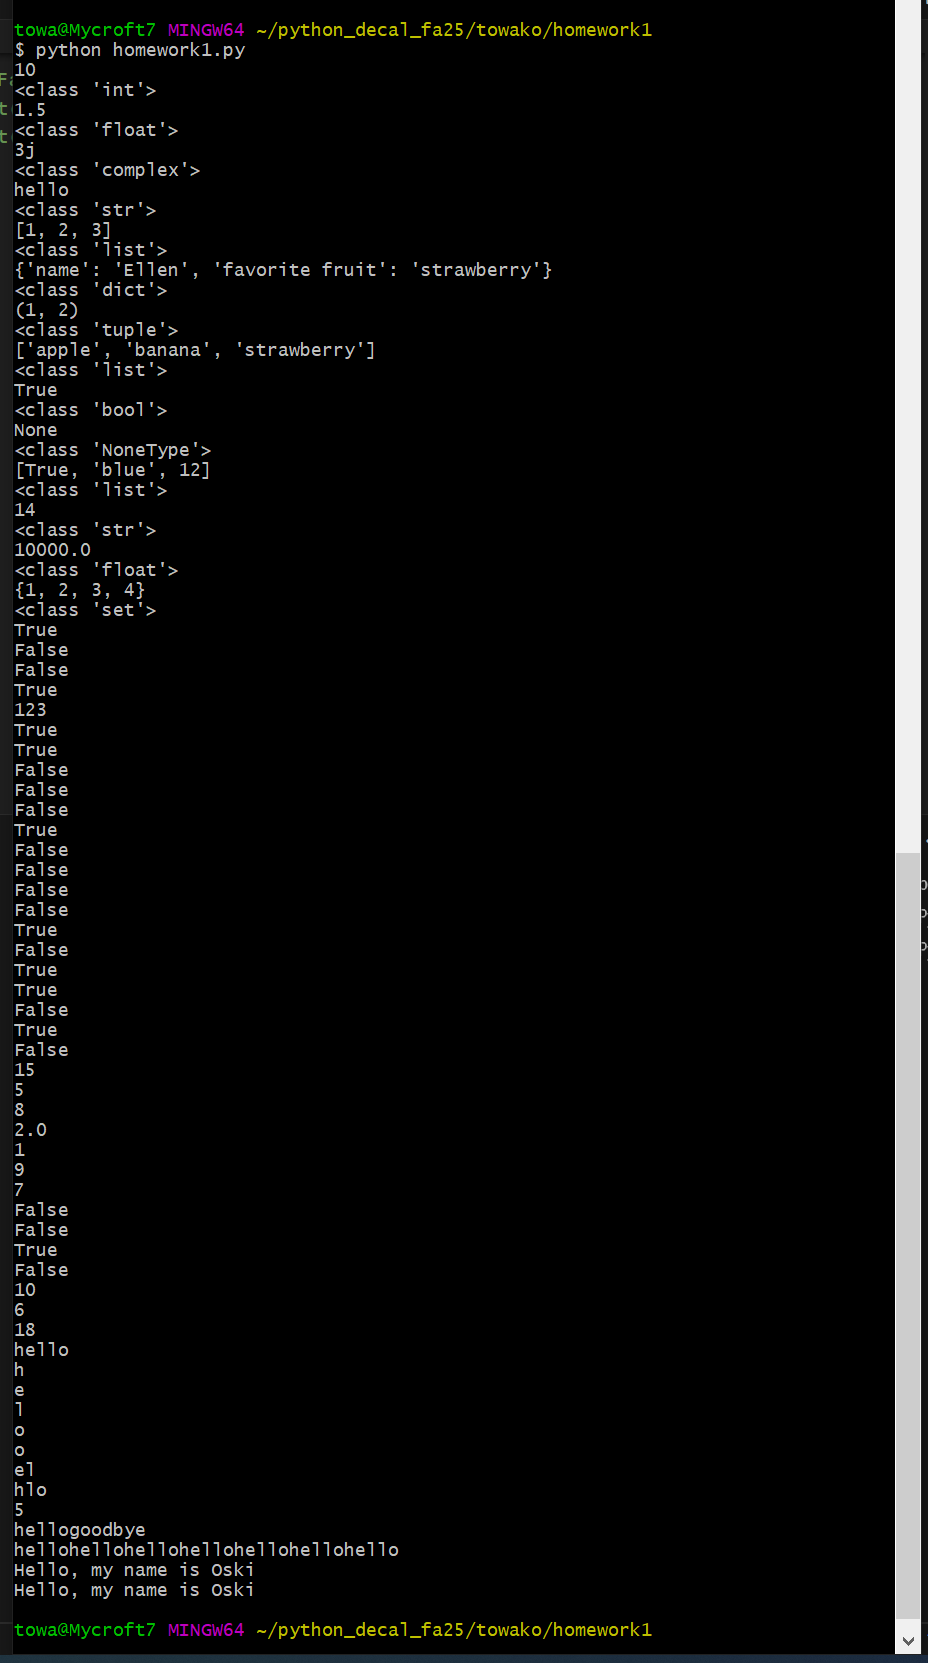 towa@Mycroft7 MINGW64 ~/python_decal_fa25/towako/homework1
$ python homework1.py
10
<class 'int'>
1.5
<class 'float'>
3j
<class 'complex'>
hello
<class 'str'>
[1, 2, 3]
<class 'list'>
{'name': 'Ellen', 'favorite fruit': 'strawberry'}
<class 'dict'>
(1, 2)
<class 'tuple'>
['apple', 'banana', 'strawberry']
<class 'list'>
True
<class 'bool'>
None
<class 'NoneType'>
[True, 'blue', 12]
<class 'list'>
14
<class 'str'>
10000.0
<class 'float'>
{1, 2, 3, 4}
<class 'set'>
True
False
False
True
123
True
True
False
False
False
True
False
False
False
False
True
False
True
True
False
True
False
15
5
8
2.0
1
9
7
False
False
True
False
10
6
18
hello
h
e
l
o
o
el
hlo
5
hellogoodbye
hellohellohellohellohellohellohello
Hello, my name is Oski
Hello, my name is Oski
towa@Mycroft7 MINGW64 ~/python_decal_fa25/towako/homework1